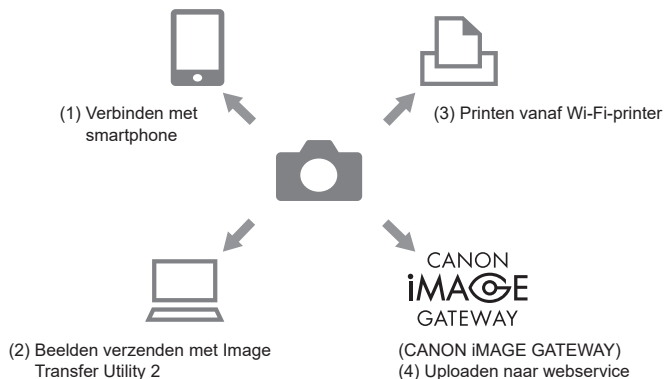 (1) Verbinden met
smartphone
(3) Printen vanaf Wi-Fi-printer
(2) Beelden verzenden met Image
Transfer Utility 2
CANON
iMAGE
GATEWAY
(CANON iMAGE GATEWAY)
(4) Uploaden naar webservice